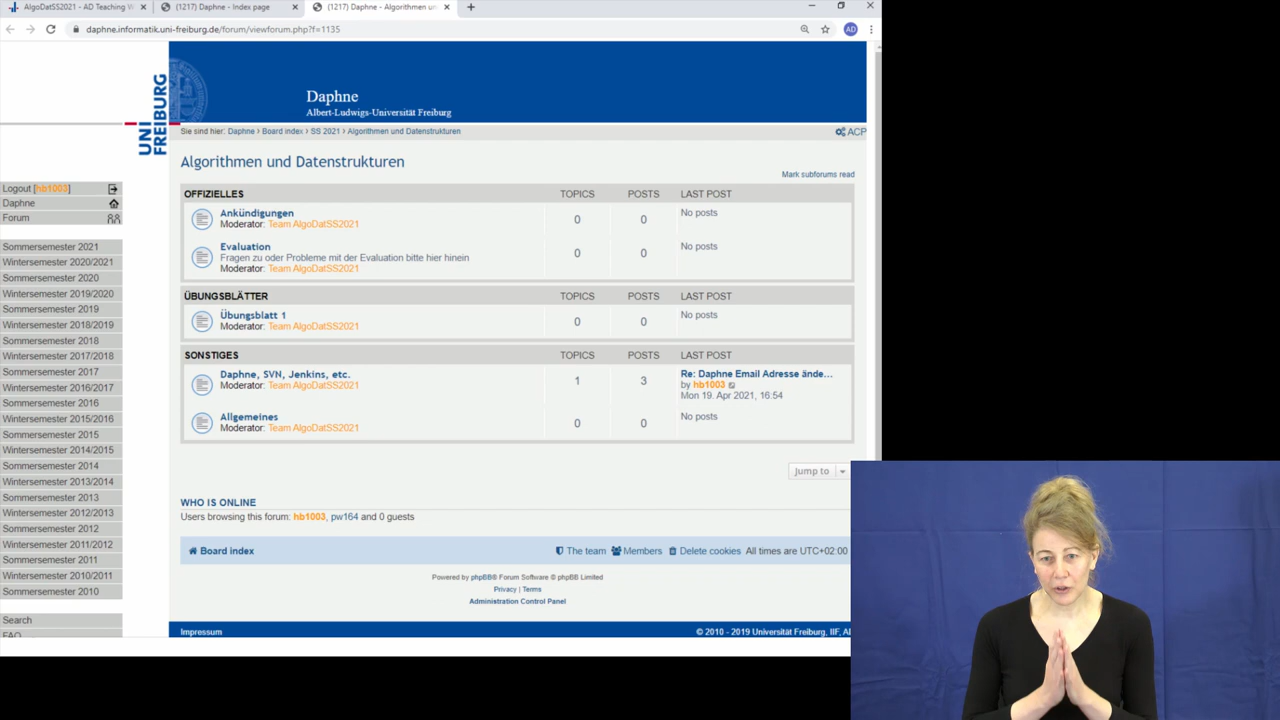 AlgoDatSS2021 - AD Teaching W
(1217) Daphne - Index page
(1217) Daphne - Algorithmen un
daphne.informatik.uni-freiburg.de/forum/viewforum.php?f=1135
AD
UNI
FREIBURG
Daphne
Albert-Ludwigs-Universität Freiburg
Sie sind hier: Daphne › Board index › SS 2021 › Algorithmen und Datenstrukturen
ACP
Algorithmen und Datenstrukturen
Mark subforums read
Logout [hb1003]
Daphne
Forum
Sommersemester 2021
Wintersemester 2020/2021
Sommersemester 2020
Wintersemester 2019/2020
Sommersemester 2019
Wintersemester 2018/2019
Sommersemester 2018
Wintersemester 2017/2018
Sommersemester 2017
Wintersemester 2016/2017
Sommersemester 2016
Wintersemester 2015/2016
Sommersemester 2015
Wintersemester 2014/2015
Sommersemester 2014
Wintersemester 2013/2014
Sommersemester 2013
Wintersemester 2012/2013
Sommersemester 2012
Wintersemester 2011/2012
Sommersemester 2011
Wintersemester 2010/2011
Sommersemester 2010
Search
FAQ
OFFIZIELLES TOPICS POSTS LAST POST
Ankündigungen
Moderator: Team AlgoDatSS2021
0 0 No posts
Evaluation
Fragen zu oder Probleme mit der Evaluation bitte hier hinein
Moderator: Team AlgoDatSS2021
0 0 No posts
ÜBUNGSBLÄTTER TOPICS POSTS LAST POST
Übungsblatt 1
Moderator: Team AlgoDatSS2021
0 0 No posts
SONSTIGES TOPICS POSTS LAST POST
Daphne, SVN, Jenkins, etc.
Moderator: Team AlgoDatSS2021
1 3 Re: Daphne Email Adresse ände...
by hb1003
Mon 19. Apr 2021, 16:54
Allgemeines
Moderator: Team AlgoDatSS2021
0 0 No posts
Jump to
WHO IS ONLINE
Users browsing this forum: hb1003, pw164 and 0 guests
Board index The team Members Delete cookies All times are UTC+02:00
Powered by phpBB® Forum Software © phpBB Limited
Privacy | Terms
Administration Control Panel
Impressum © 2010 - 2019 Universität Freiburg, IIF, A